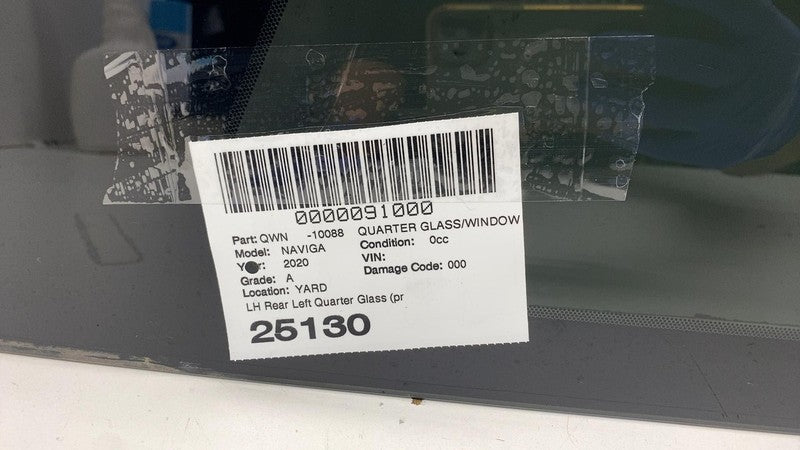 0000091000
Part: QWN -10088 QUARTER GLASS/WINDOW
Model: NAVIGA Condition: 0cc
Year: 2020 VIN:
Grade: A Damage Code: 000
Location: YARD
LH Rear Left Quarter Glass (pr
25130